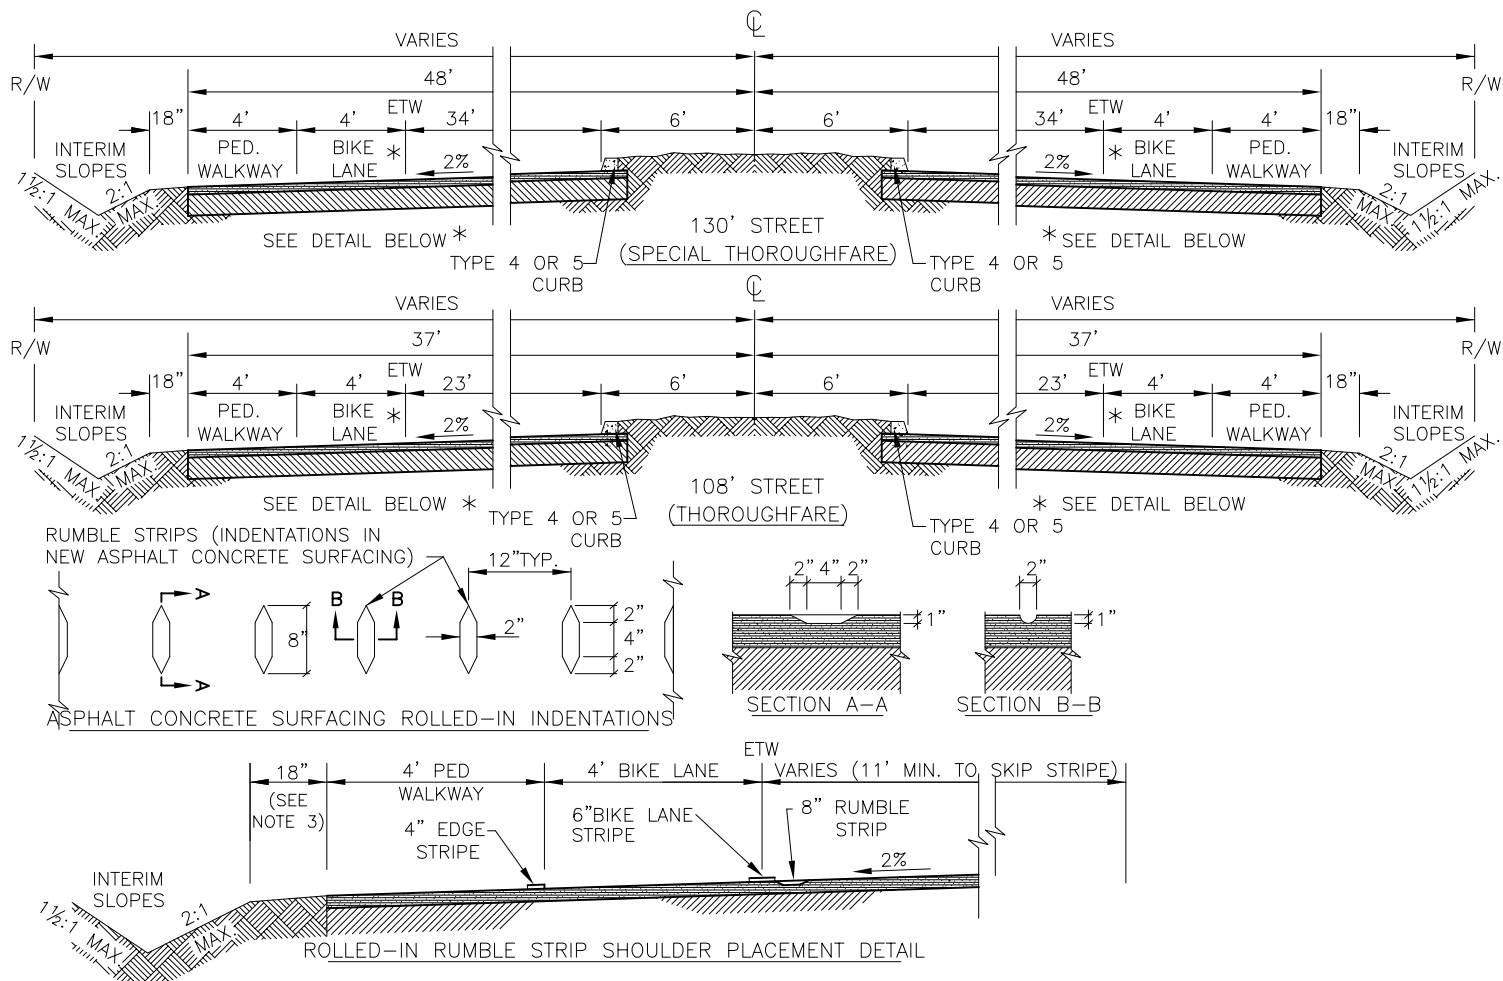 ℄
VARIES
VARIES
R/W
R/W
48'
48'
18"
4'
4'
ETW
34'
6'
6'
34'
ETW
4'
4'
18"
INTERIM
SLOPES
PED.
WALKWAY
BIKE
LANE *
2%
2%
* BIKE
LANE
PED.
WALKWAY
INTERIM
SLOPES
1½:1 MAX.
2:1
MAX.
2:1
MAX.
1½:1 MAX.
SEE DETAIL BELOW *
130' STREET
(SPECIAL THOROUGHFARE)
* SEE DETAIL BELOW
TYPE 4 OR 5
CURB
TYPE 4 OR 5
CURB
℄
VARIES
VARIES
R/W
R/W
37'
37'
18"
4'
4'
ETW
23'
6'
6'
23'
ETW
4'
4'
18"
INTERIM
SLOPES
PED.
WALKWAY
BIKE
LANE *
2%
2%
* BIKE
LANE
PED.
WALKWAY
INTERIM
SLOPES
1½:1 MAX.
2:1
MAX.
2:1
MAX.
1½:1 MAX.
SEE DETAIL BELOW *
108' STREET
(THOROUGHFARE)
* SEE DETAIL BELOW
TYPE 4 OR 5
CURB
TYPE 4 OR 5
CURB
RUMBLE STRIPS (INDENTATIONS IN
NEW ASPHALT CONCRETE SURFACING)
12"TYP.
A
A
8"
B
B
2"
2"
4"
2"
ASPHALT CONCRETE SURFACING ROLLED-IN INDENTATIONS
2" 4" 2"
1"
SECTION A-A
2"
1"
SECTION B-B
ETW
18"
(SEE
NOTE 3)
4' PED
WALKWAY
4' BIKE LANE
VARIES (11' MIN. TO SKIP STRIPE)
4" EDGE
STRIPE
6"BIKE LANE
STRIPE
8" RUMBLE
STRIP
2%
INTERIM
SLOPES
1½:1 MAX.
2:1
MAX.
ROLLED-IN RUMBLE STRIP SHOULDER PLACEMENT DETAIL